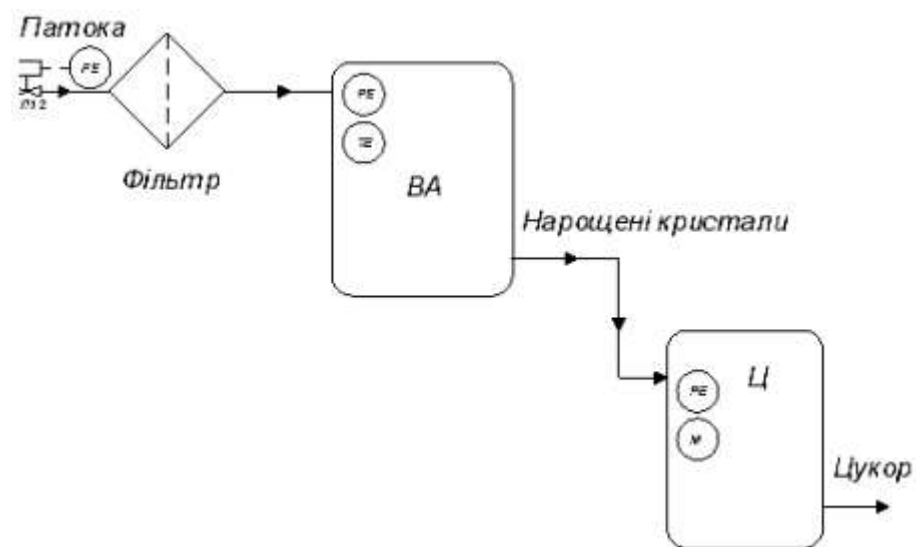 Патока
PE
Фільтр
PE
TE
ВА
Нарощені кристали
Ц
PE
M
Цукор